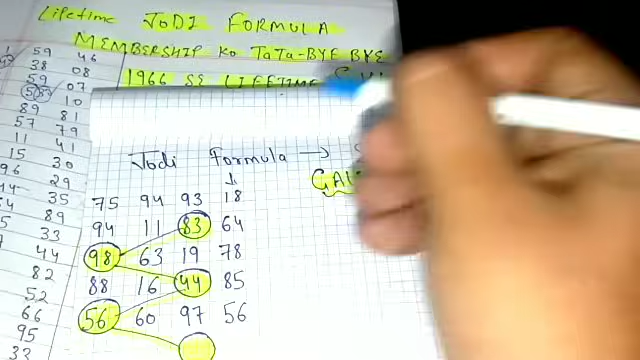 Lifetime JODI FORMULA
MEMBERSHIP KO TATA-BYE BYE
1966 SE LIFETIME
59 46
38 08
59 07
10
89 81
57 79
11 41
15 30
96 29
44 35
54 89
33
44
82
52
66
95
33
Jodi Formula →
↓
75 94 93 18
94 11 83 64
98 63 19 78
88 16 44 85
56 60 97 56